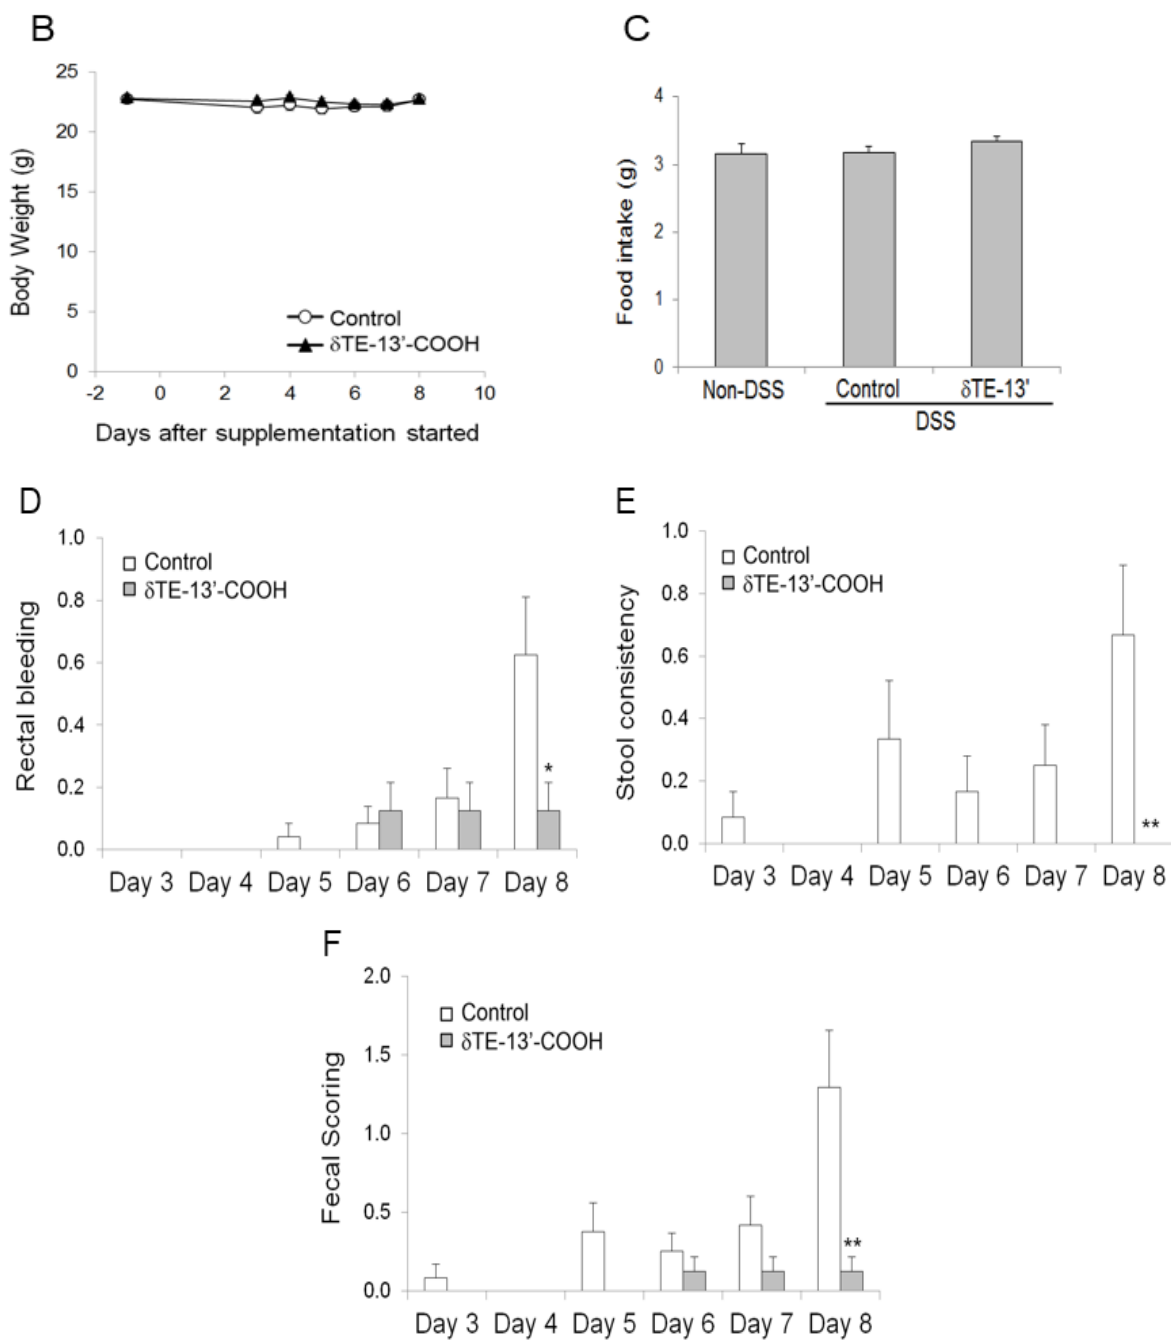 B
25
20
15
10
5
0
-2 0 2 4 6 8 10
Body Weight (g)
Control
δTE-13'-COOH
Days after supplementation started
C
4
3
2
1
0
Food intake (g)
Non-DSS Control δTE-13'
DSS
D
1.0
0.8
0.6
0.4
0.2
0.0
Rectal bleeding
Control
δTE-13'-COOH
*
Day 3 Day 4 Day 5 Day 6 Day 7 Day 8
E
1.0
0.8
0.6
0.4
0.2
0.0
Stool consistency
Control
δTE-13'-COOH
**
Day 3 Day 4 Day 5 Day 6 Day 7 Day 8
F
2.0
1.5
1.0
0.5
0.0
Fecal Scoring
Control
δTE-13'-COOH
**
Day 3 Day 4 Day 5 Day 6 Day 7 Day 8